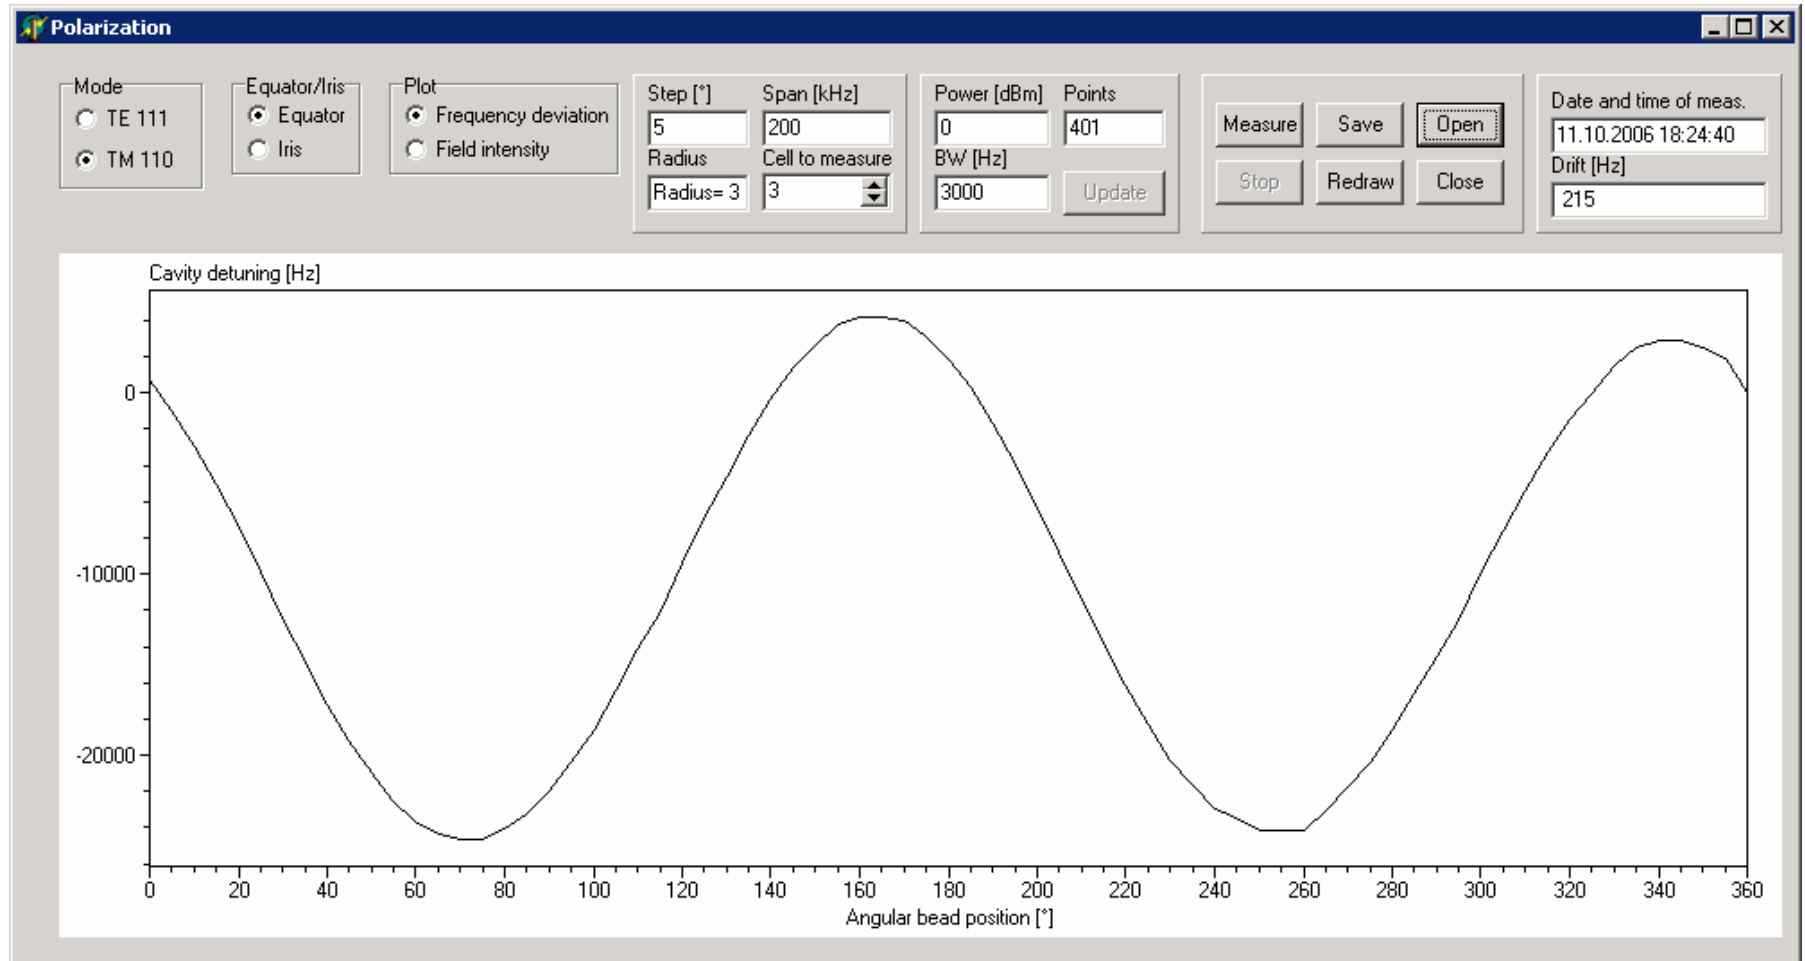 Polarization
Mode
TE 111
TM 110
Equator/Iris
Equator
Iris
Plot
Frequency deviation
Field intensity
Step [°] Span [kHz]
5 200
Radius Cell to measure
Radius= 3 3
Power [dBm] Points
0 401
BW [Hz]
3000 Update
Measure Save Open
Stop Redraw Close
Date and time of meas.
11.10.2006 18:24:40
Drift [Hz]
215
Cavity detuning [Hz]
0
-10000
-20000
0 20 40 60 80 100 120 140 160 180 200 220 240 260 280 300 320 340 360
Angular bead position [°]